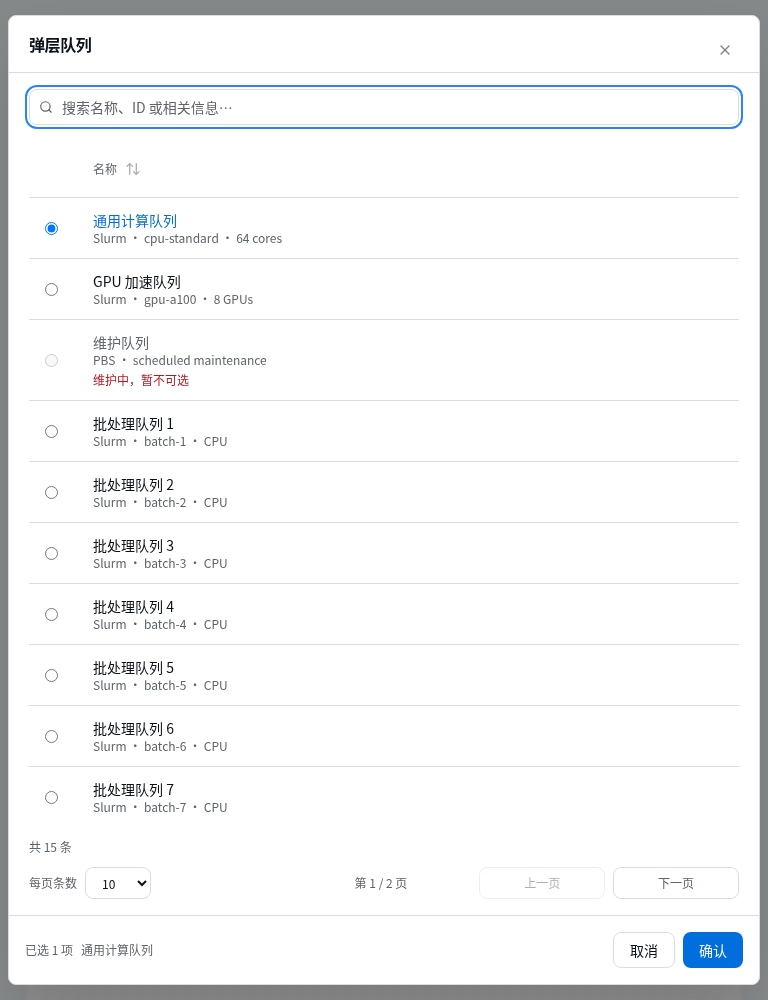 弹层队列
搜索名称、ID 或相关信息…
名称
通用计算队列
Slurm · cpu-standard · 64 cores
GPU 加速队列
Slurm · gpu-a100 · 8 GPUs
维护队列
PBS · scheduled maintenance
维护中，暂不可选
批处理队列 1
Slurm · batch-1 · CPU
批处理队列 2
Slurm · batch-2 · CPU
批处理队列 3
Slurm · batch-3 · CPU
批处理队列 4
Slurm · batch-4 · CPU
批处理队列 5
Slurm · batch-5 · CPU
批处理队列 6
Slurm · batch-6 · CPU
批处理队列 7
Slurm · batch-7 · CPU
共 15 条
每页条数 10 第 1 / 2 页 上一页 下一页
已选 1 项 通用计算队列 取消 确认